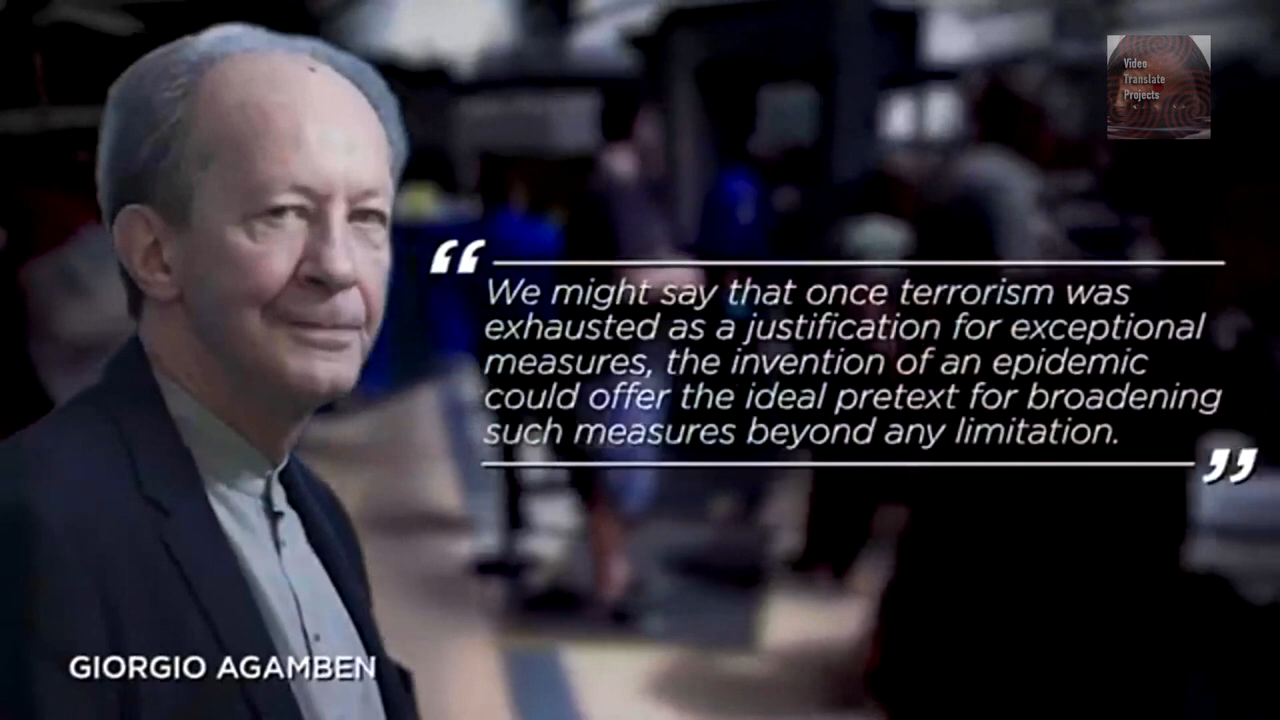 Video
Translate
Projects
“
We might say that once terrorism was
exhausted as a justification for exceptional
measures, the invention of an epidemic
could offer the ideal pretext for broadening
such measures beyond any limitation.
”
GIORGIO AGAMBEN